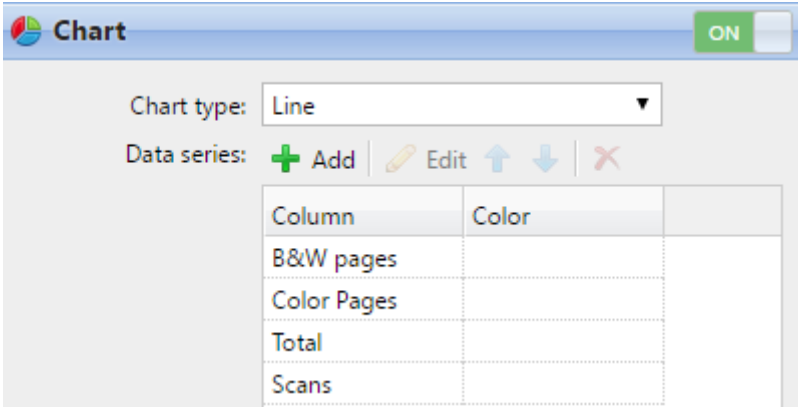 Chart ON
Chart type: Line
Data series: Add Edit
Column Color
B&W pages
Color Pages
Total
Scans